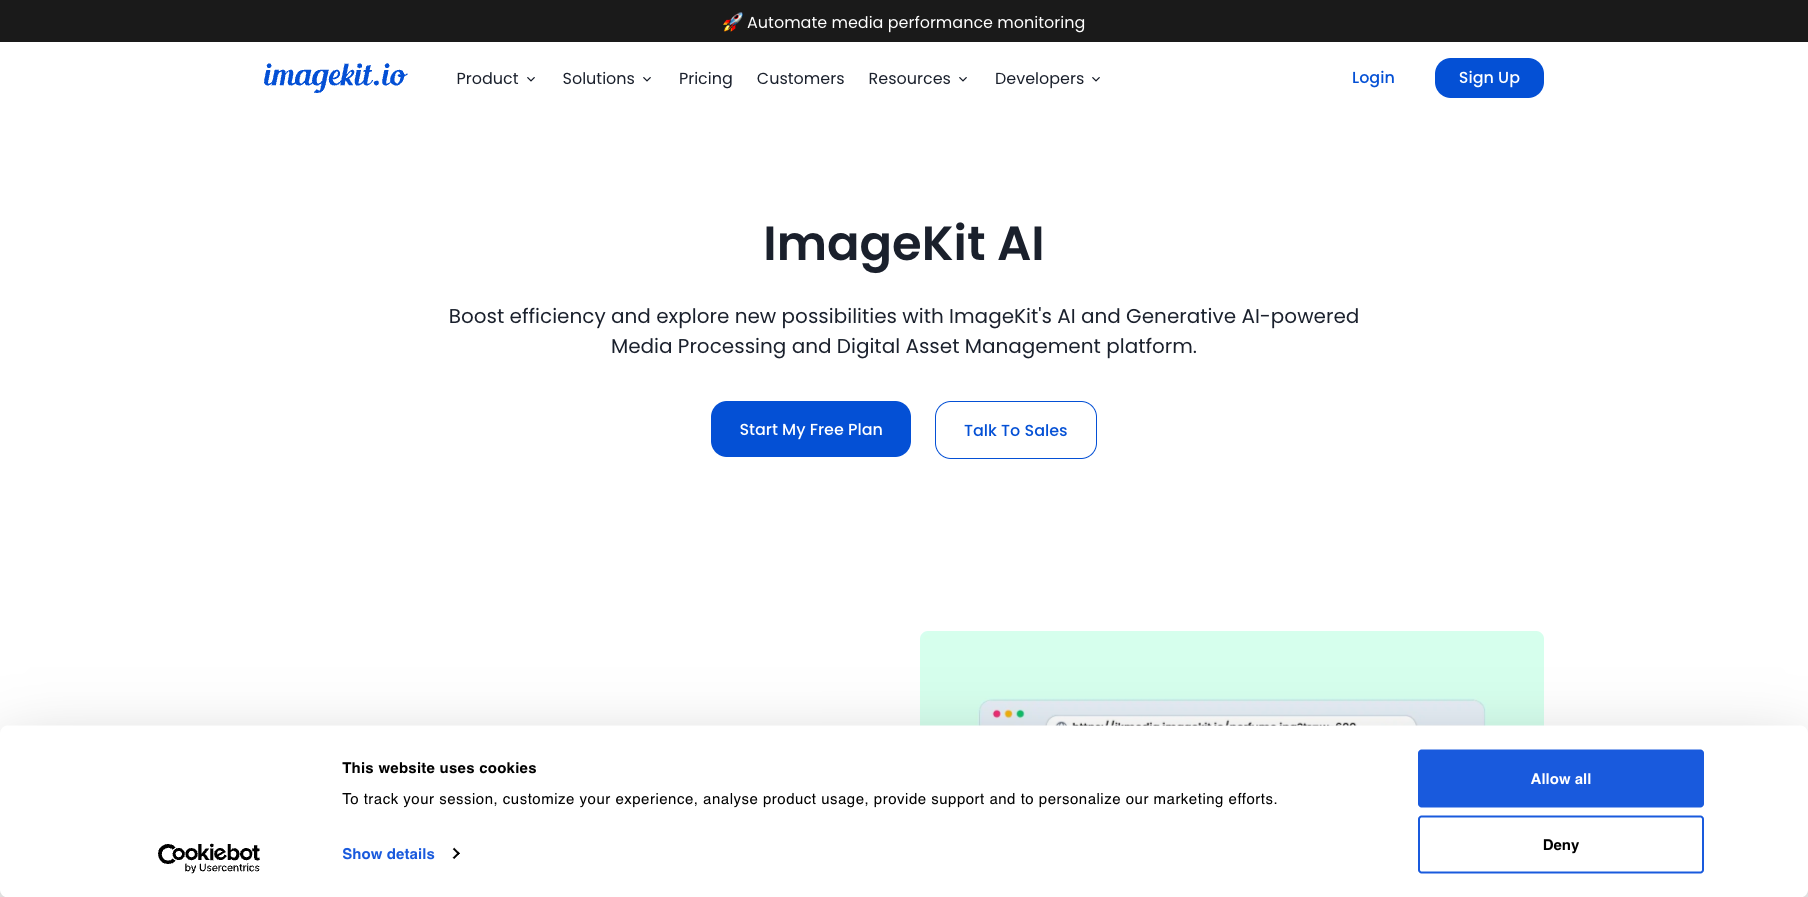 🚀 Automate media performance monitoring
imagekit.io
Product
Solutions
Pricing
Customers
Resources
Developers
Login
Sign Up
ImageKit AI
Boost efficiency and explore new possibilities with ImageKit's AI and Generative AI-powered
Media Processing and Digital Asset Management platform.
Start My Free Plan
Talk To Sales
This website uses cookies
To track your session, customize your experience, analyse product usage, provide support and to personalize our marketing efforts.
Show details
Cookiebot
by Usercentrics
Allow all
Deny